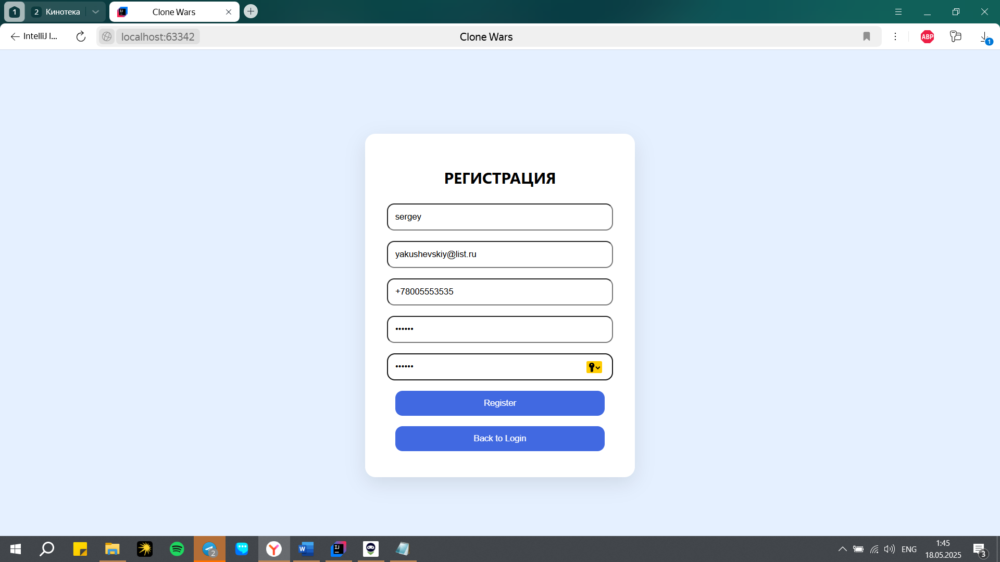 1
2 Кинотека
Clone Wars
IntelliJ I...
localhost:63342
Clone Wars
ABP
1
РЕГИСТРАЦИЯ
sergey
yakushevskiy@list.ru
+78005553535
••••••
••••••
Register
Back to Login
2
W
IJ
ENG
1:45
18.05.2025
3